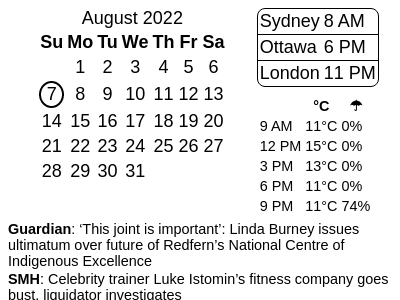 August 2022
Su Mo Tu We Th Fr Sa
1 2 3 4 5 6
7 8 9 10 11 12 13
14 15 16 17 18 19 20
21 22 23 24 25 26 27
28 29 30 31
Sydney 8 AM
Ottawa 6 PM
London 11 PM
°C ☂
9 AM 11°C 0%
12 PM 15°C 0%
3 PM 13°C 0%
6 PM 11°C 0%
9 PM 11°C 74%
Guardian: ‘This joint is important’: Linda Burney issues
ultimatum over future of Redfern’s National Centre of
Indigenous Excellence
SMH: Celebrity trainer Luke Istomin’s fitness company goes
bust, liquidator investigates